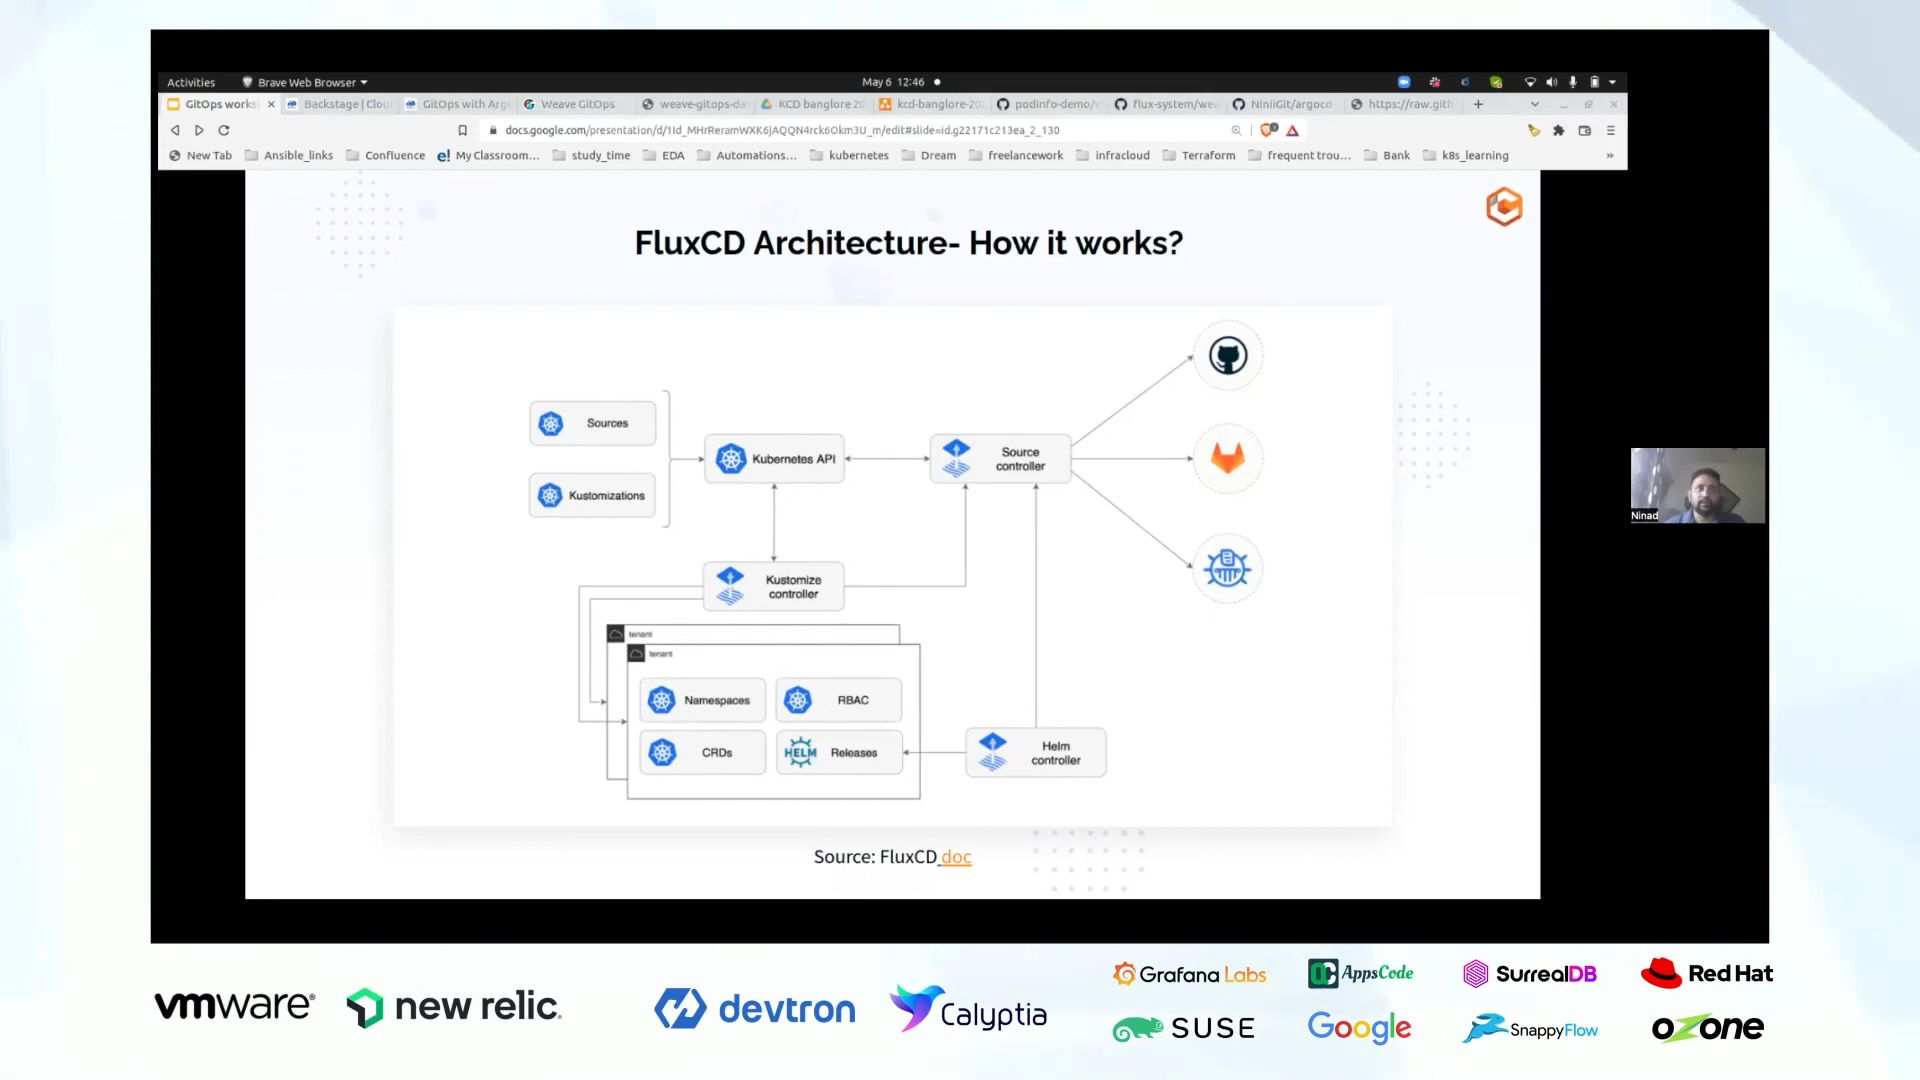 Activities
Brave Web Browser
May 6 12:46
GitOps works
Backstage | Clou
GitOps with Arg
Weave GitOps
weave-gitops-da
KCD banglore 20
kcd-banglore-20
podinfo-demo/
flux-system/wea
NiniiGit/argocd-
https://raw.gith
docs.google.com/presentation/d/1Id_MHrReramWXK6jAQQN4rck6Okm3U_m/edit#slide=id.g22171c213ea_2_130
New Tab
Ansible_links
Confluence
e! My Classroom...
study_time
EDA
Automations...
kubernetes
Dream
freelancework
infracloud
Terraform
frequent trou...
Bank
k8s_learning
»
FluxCD Architecture- How it works?
Sources
Kustomizations
Kubernetes API
Source
controller
Kustomize
controller
tenant
tenant
Namespaces
RBAC
CRDs
HELM
Releases
Helm
controller
Source: FluxCD doc
Ninad
vmware®
new relic.
devtron
Calyptia
Grafana Labs
AppsCode
SurrealDB
Red Hat
SUSE
Google
SnappyFlow
ozone